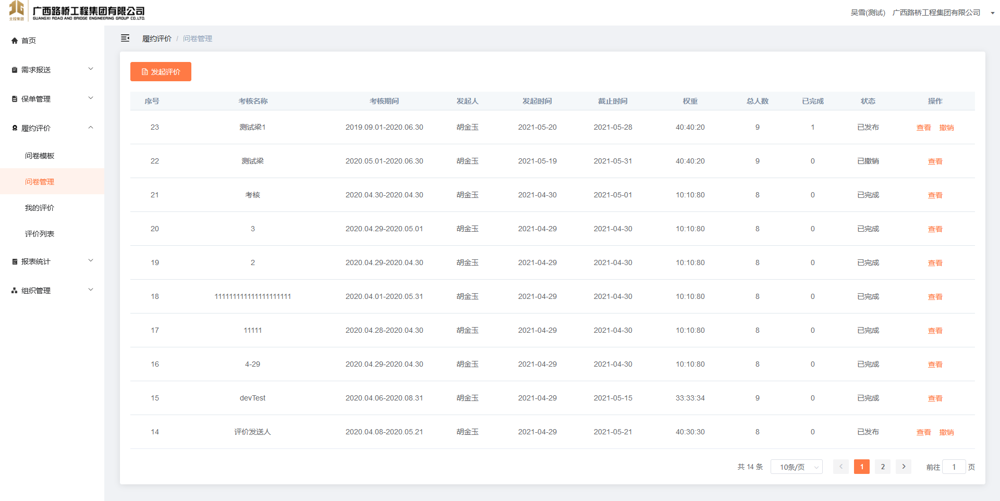 北投集团
广西路桥工程集团有限公司
GUANGXI ROAD AND BRIDGE ENGINEERING GROUP CO.LTD.
吴雪(测试) 广西路桥工程集团有限公司
首页
需求报送
保单管理
履约评价
问卷模板
问卷管理
我的评价
评价列表
报表统计
组织管理
履约评价 / 问卷管理
发起评价
序号 考核名称 考核期间 发起人 发起时间 截止时间 权重 总人数 已完成 状态 操作
23 测试梁1 2019.09.01-2020.06.30 胡金玉 2021-05-20 2021-05-28 40:40:20 9 1 已发布 查看 撤销
22 测试梁 2020.05.01-2020.06.30 胡金玉 2021-05-19 2021-05-31 40:40:20 9 0 已撤销 查看
21 考核 2020.04.30-2020.04.30 胡金玉 2021-04-30 2021-05-01 10:10:80 8 0 已完成 查看
20 3 2020.04.29-2020.05.01 胡金玉 2021-04-29 2021-04-30 10:10:80 8 0 已完成 查看
19 2 2020.04.29-2020.04.30 胡金玉 2021-04-29 2021-04-30 10:10:80 8 0 已完成 查看
18 111111111111111111111 2020.04.01-2020.05.31 胡金玉 2021-04-29 2021-04-30 10:10:80 8 0 已完成 查看
17 11111 2020.04.28-2020.04.30 胡金玉 2021-04-29 2021-04-30 10:10:80 8 0 已完成 查看
16 4-29 2020.04.29-2020.04.30 胡金玉 2021-04-29 2021-04-30 10:10:80 8 0 已完成 查看
15 devTest 2020.04.06-2020.08.31 胡金玉 2021-04-29 2021-05-15 33:33:34 9 0 已完成 查看
14 评价发送人 2020.04.08-2020.05.21 胡金玉 2021-04-29 2021-05-21 40:30:30 8 0 已发布 查看 撤销
共 14 条 10条/页 1 2 前往 1 页